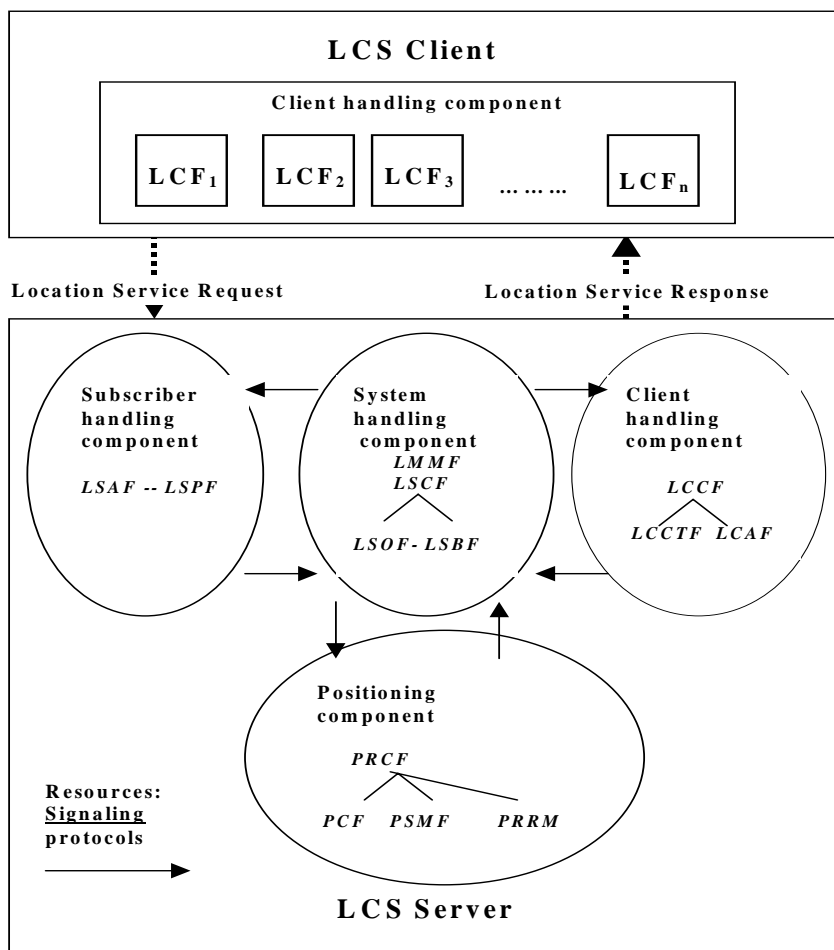 LCS Client
Client handling component
LCF1 LCF2 LCF3 ... ... ... LCFn
Location Service Request
Location Service Response
Subscriber
handling
component
LSAF -- LSPF
System
handling
component
LMMF
LSCF
LSOF- LSBF
Client
handling
component
LCCF
LCCTF LCAF
Positioning
component
PRCF
PCF PSMF PRRM
Resources:
Signaling
protocols
LCS Server